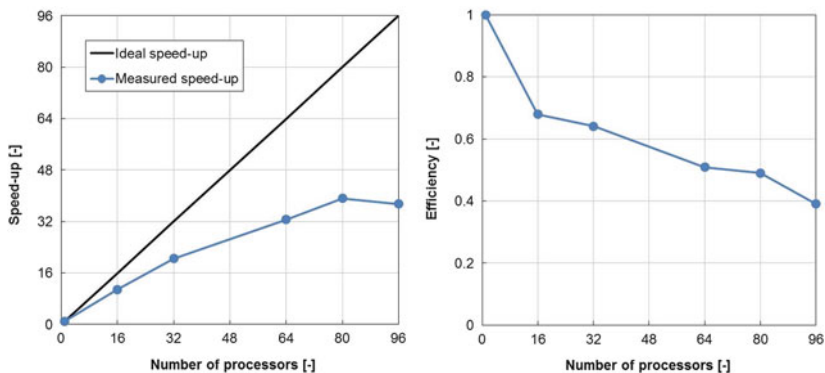 96
80
64
48
32
16
0
Speed-up [-]
Ideal speed-up
Measured speed-up
0 16 32 48 64 80 96
Number of processors [-]
1
0.8
0.6
0.4
0.2
0
Efficiency [-]
0 16 32 48 64 80 96
Number of processors [-]